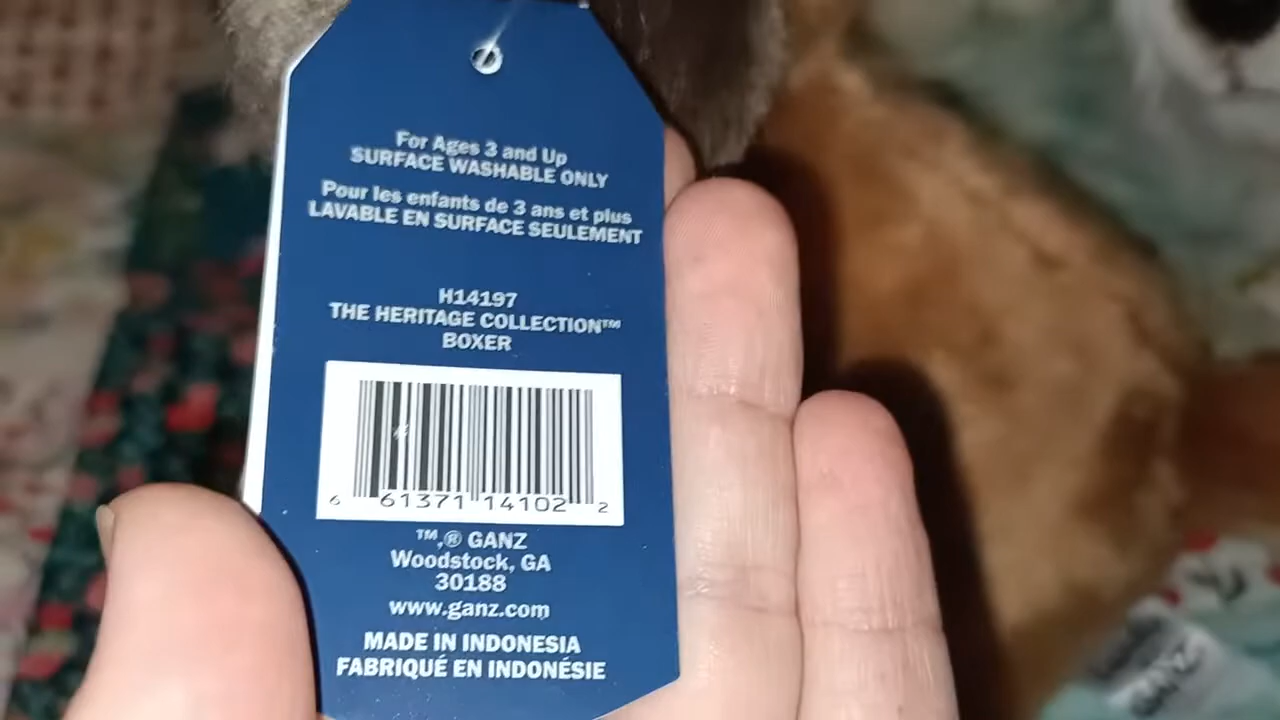 For Ages 3 and Up
SURFACE WASHABLE ONLY
Pour les enfants de 3 ans et plus
LAVABLE EN SURFACE SEULEMENT
H14197
THE HERITAGE COLLECTION™
BOXER
6 61371 14102 2
™,® GANZ
Woodstock, GA
30188
www.ganz.com
MADE IN INDONESIA
FABRIQUÉ EN INDONÉSIE
GANZ